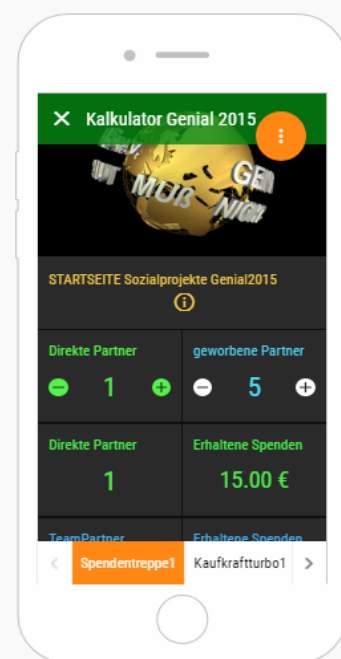 Kalkulator Genial 2015
GEN
MUß
NICHT
STARTSEITE Sozialprojekte Genial2015
Direkte Partner
geworbene Partner
1
5
Direkte Partner
Erhaltene Spenden
1
15.00 €
TeamPartner
Erhaltene Spenden
Spendentreppe1
Kaufkraftturbo1